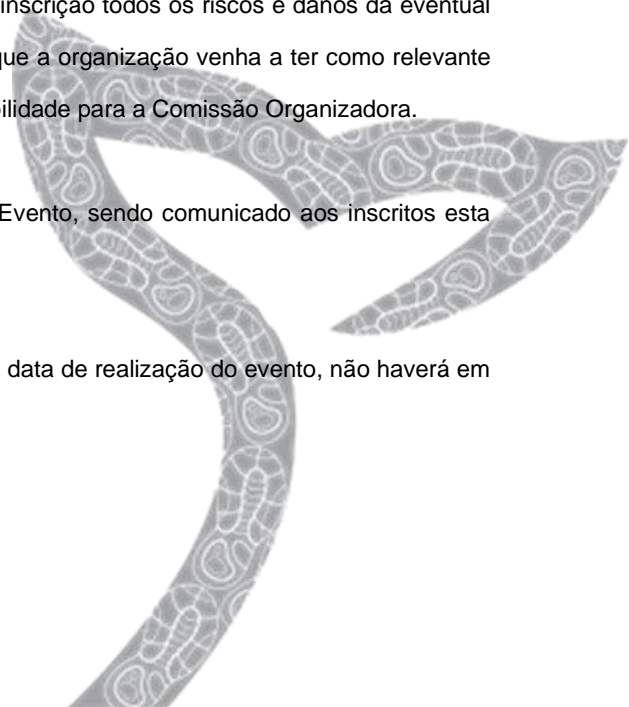 inscrição todos os riscos e danos da eventual
que a organização venha a ter como relevante
bilidade para a Comissão Organizadora.
Evento, sendo comunicado aos inscritos esta
data de realização do evento, não haverá em